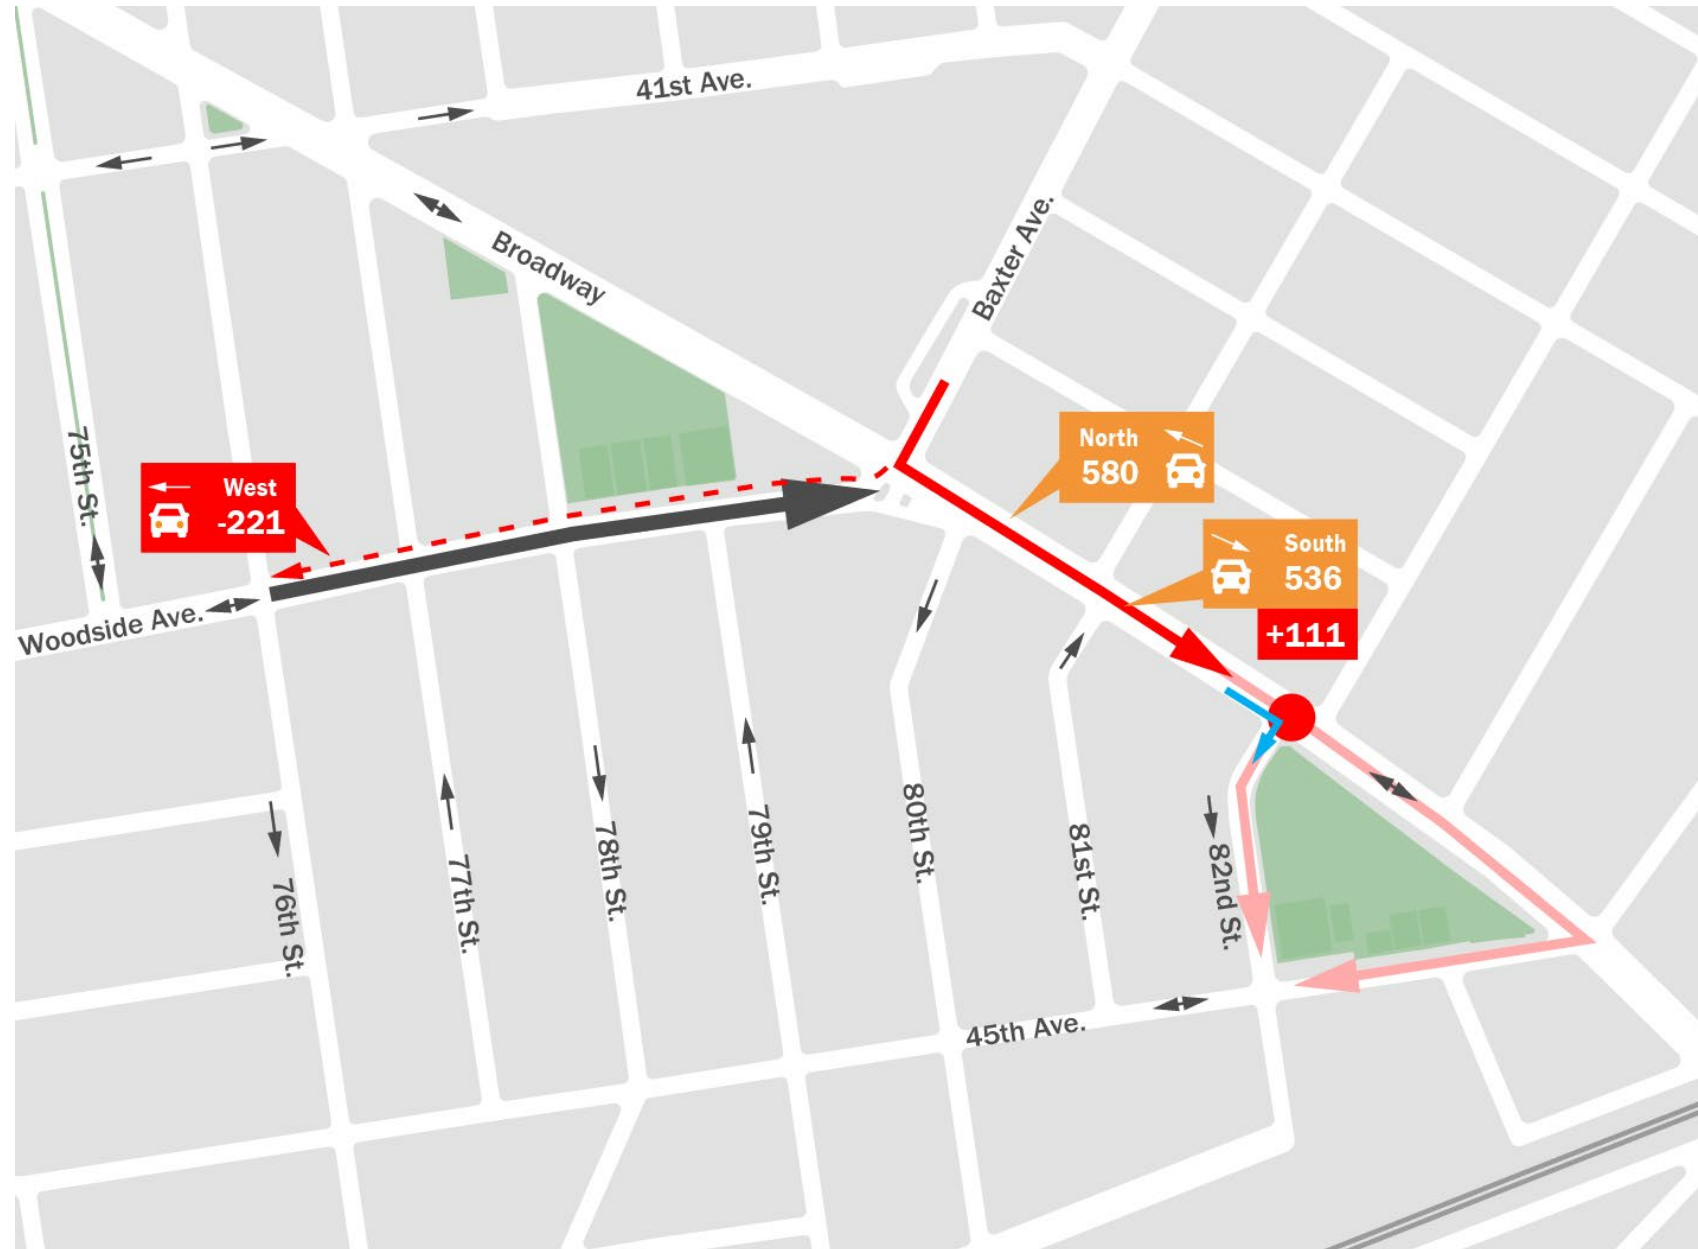 41st Ave.
Broadway
Baxter Ave.
75th St.
West
-221
North
580
South
536
+111
Woodside Ave.
76th St.
77th St.
78th St.
79th St.
80th St.
81st St.
82nd St.
45th Ave.